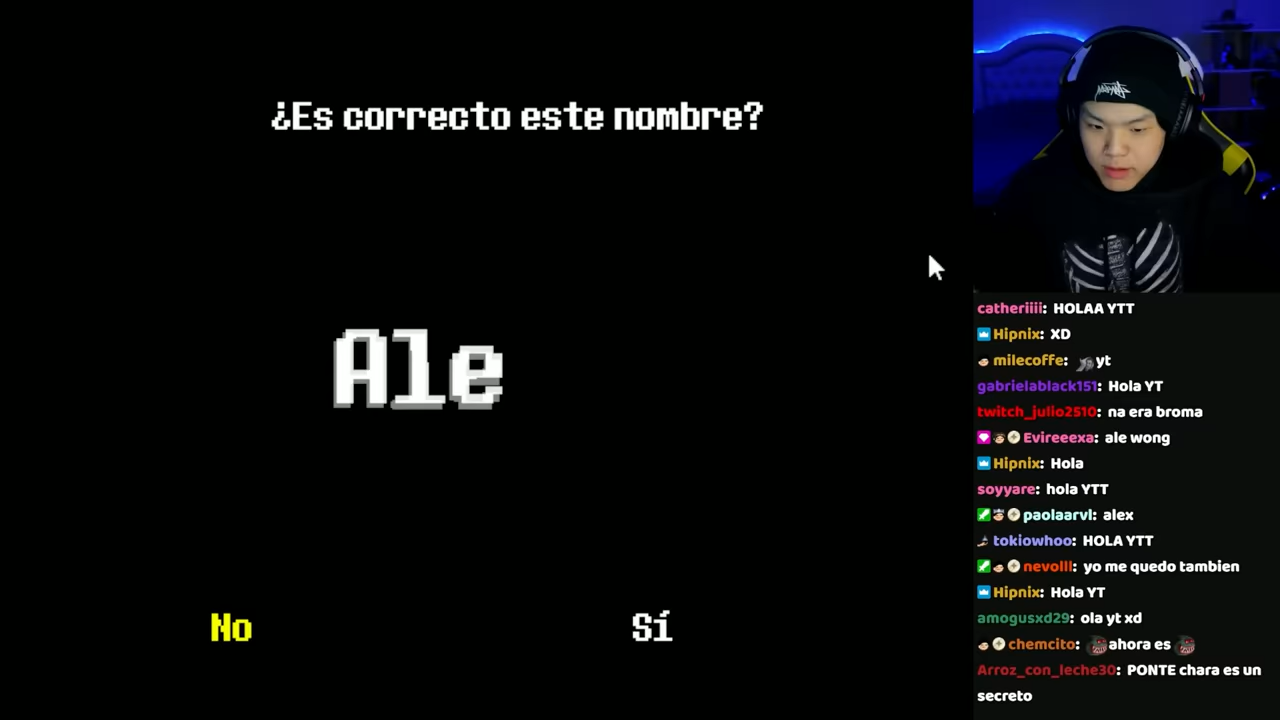 ¿Es correcto este nombre?
Ale
No
Sí
catheriiii: HOLAA YTT
Hipnix: XD
milecoffe: yt
gabrielablack151: Hola YT
twitch_julio2510: na era broma
Evireeexa: ale wong
Hipnix: Hola
soyyare: hola YTT
paolaarvl: alex
tokiowhoo: HOLA YTT
nevolll: yo me quedo tambien
Hipnix: Hola YT
amogusxd29: ola yt xd
chemcito: ahora es
Arroz_con_leche30: PONTE chara es un
secreto